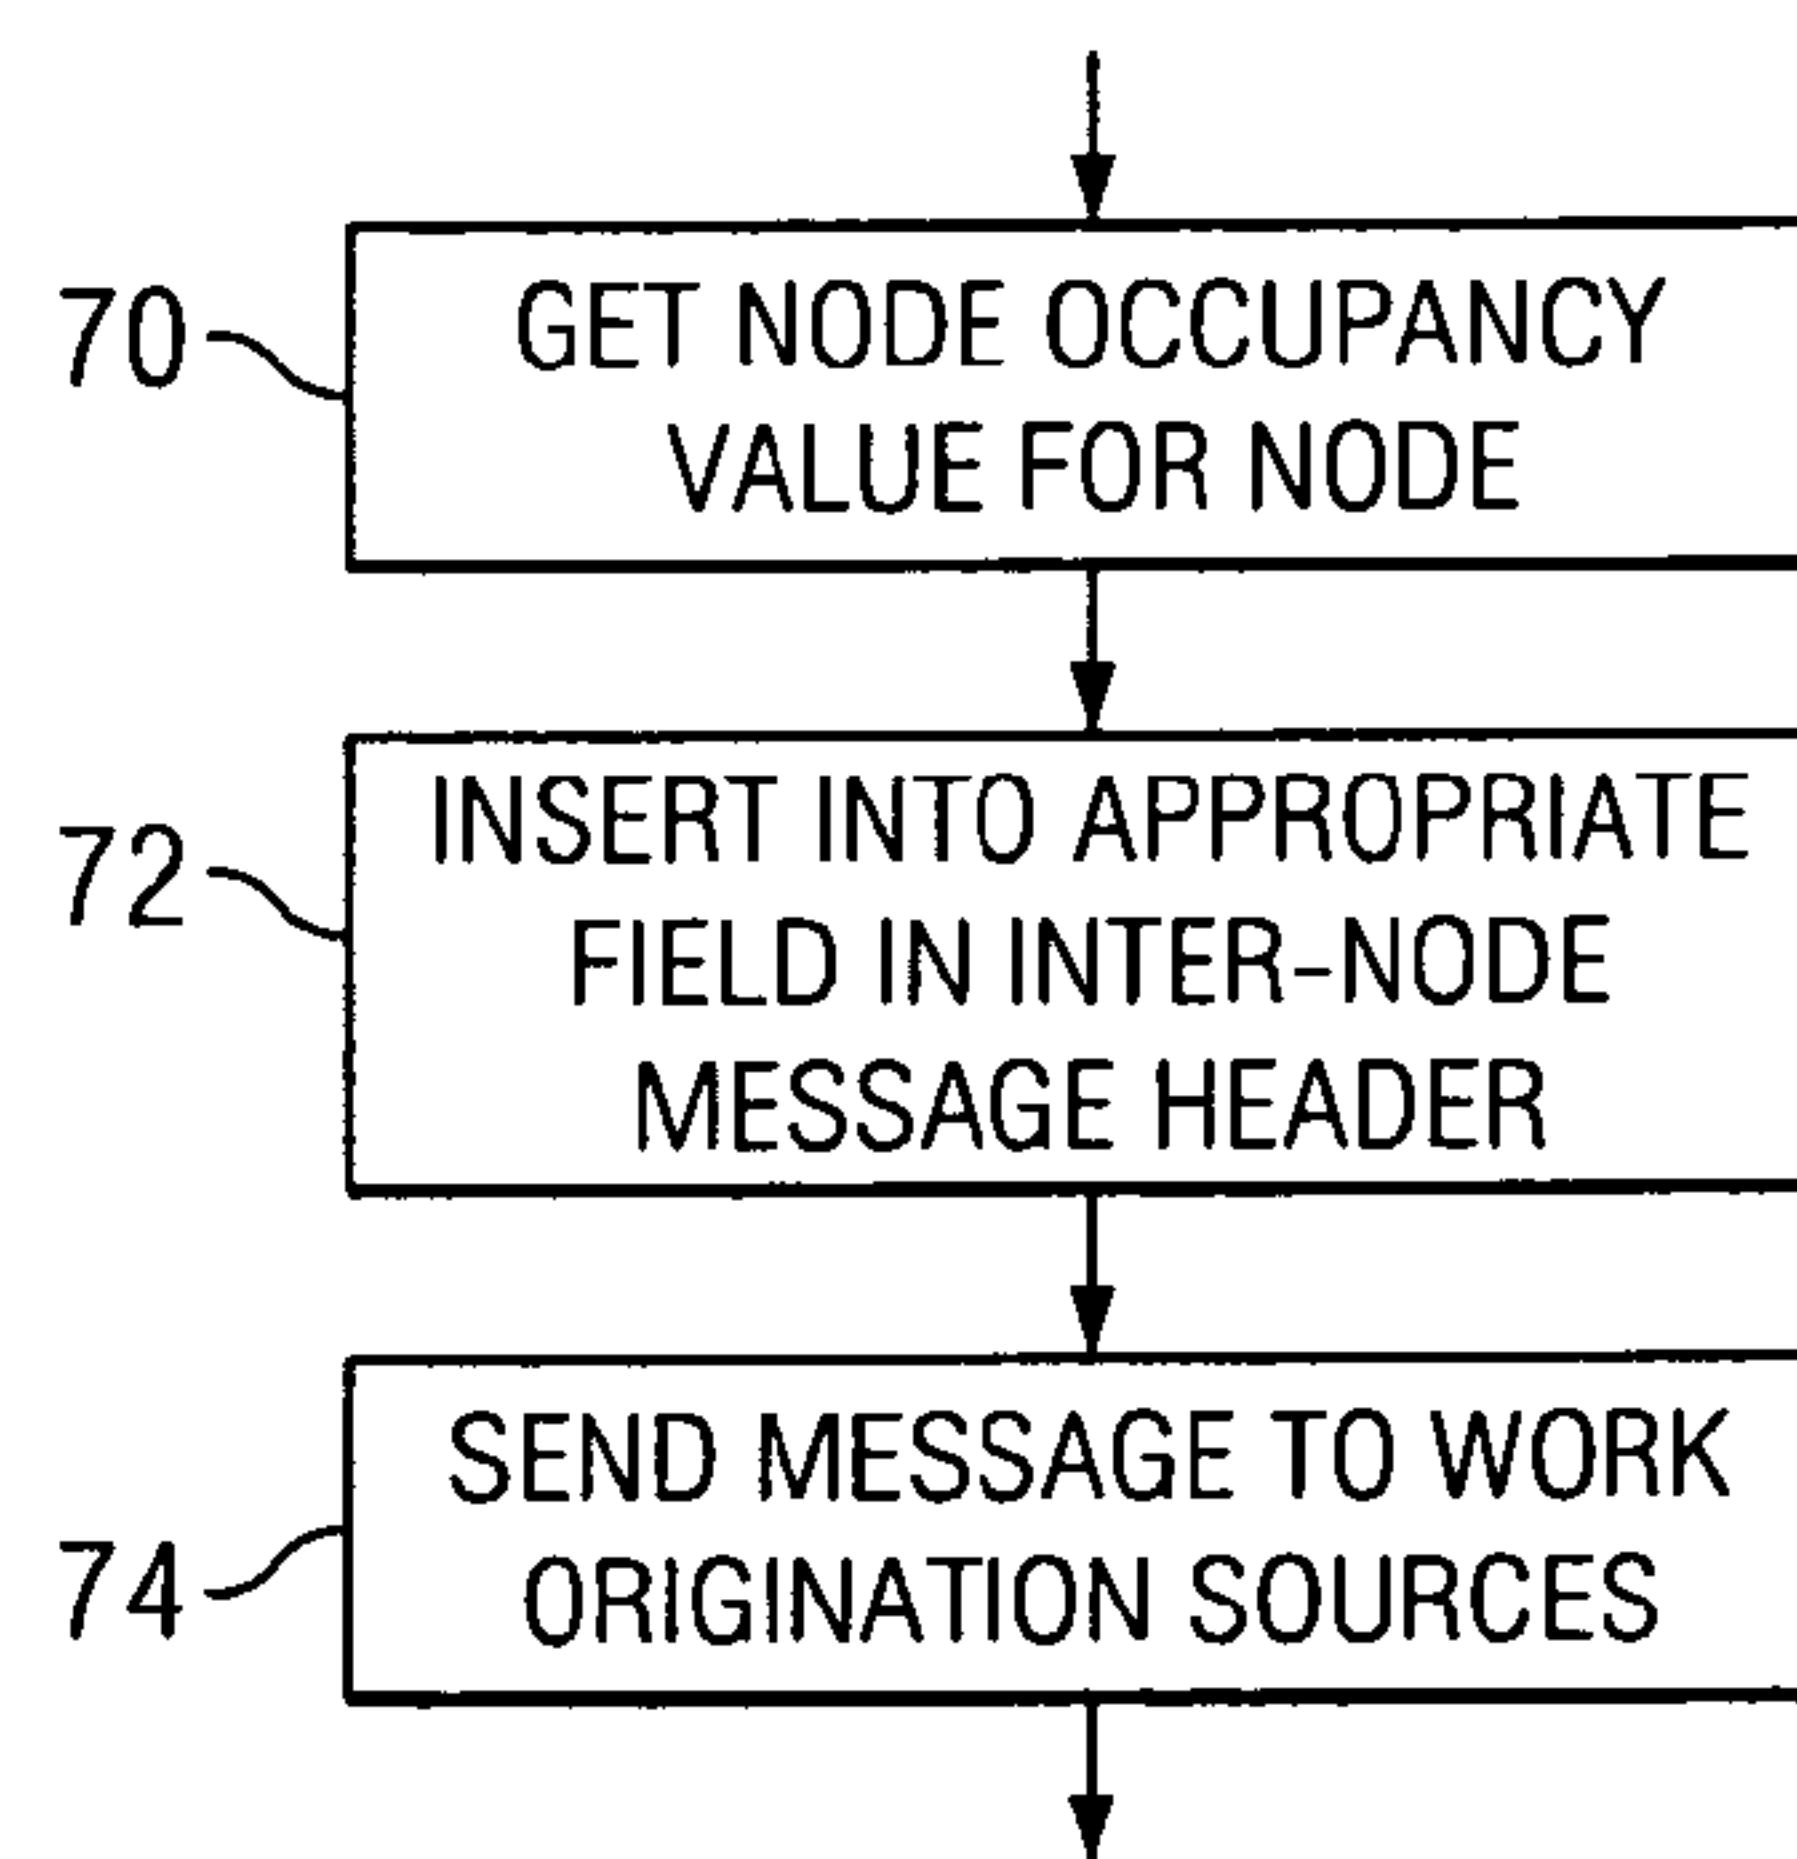 70
GET NODE OCCUPANCY
VALUE FOR NODE
72
INSERT INTO APPROPRIATE
FIELD IN INTER-NODE
MESSAGE HEADER
74
SEND MESSAGE TO WORK
ORIGINATION SOURCES